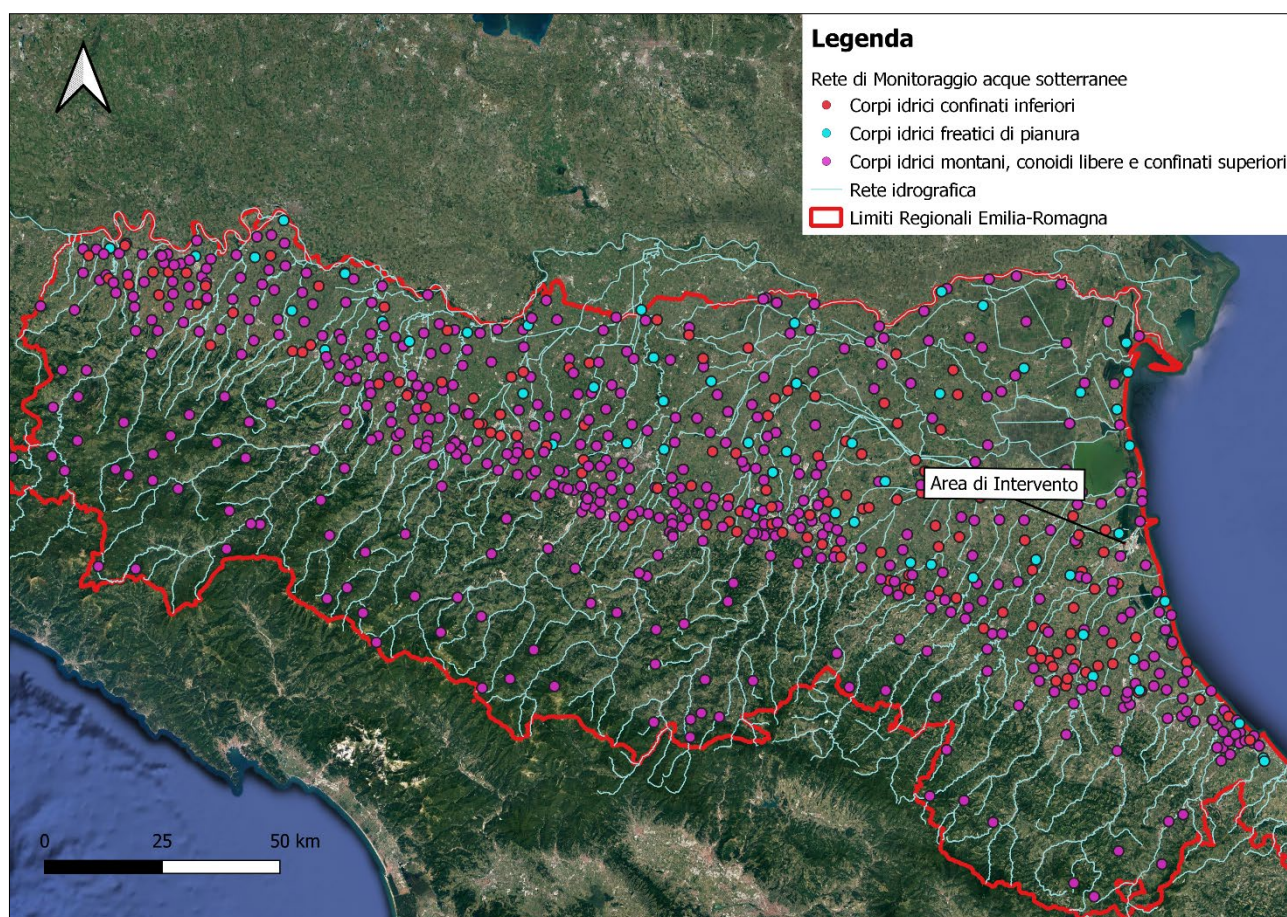 Legenda
Rete di Monitoraggio acque sotterranee
Corpi idrici confinati inferiori
Corpi idrici freatici di pianura
Corpi idrici montani, conoidi libere e confinati superiori
Rete idrografica
Limiti Regionali Emilia-Romagna
Area di Intervento
0 25 50 km